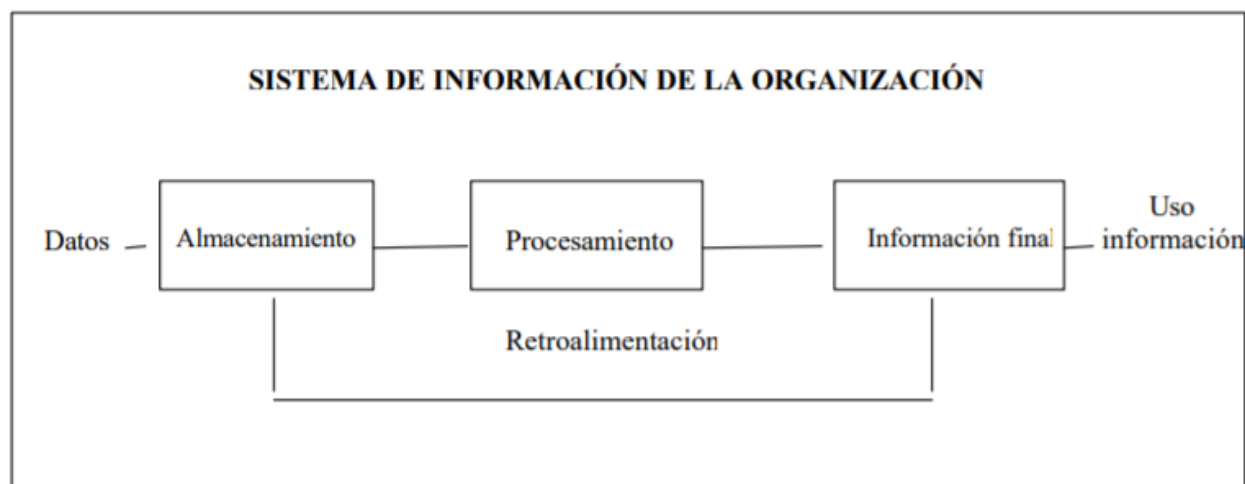 SISTEMA DE INFORMACIÓN DE LA ORGANIZACIÓN
Datos
Almacenamiento
Procesamiento
Información final
Uso
información
Retroalimentación